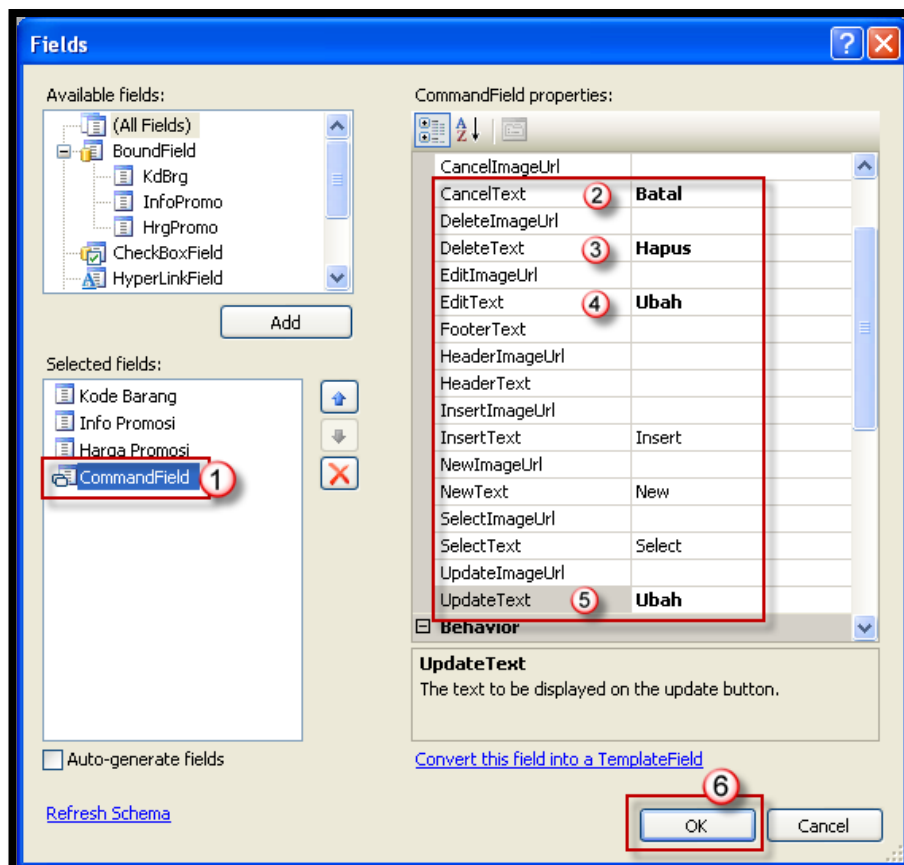 Fields
Available fields:
(All Fields)
BoundField
KdBrg
InfoPromo
HrgPromo
CheckBoxField
HyperLinkField
Add
Selected fields:
Kode Barang
Info Promosi
Harga Promosi
CommandField 1
Auto-generate fields
Refresh Schema
CommandField properties:
CancelImageUrl
CancelText 2 Batal
DeleteImageUrl
DeleteText 3 Hapus
EditImageUrl
EditText 4 Ubah
FooterText
HeaderImageUrl
HeaderText
InsertImageUrl
InsertText Insert
NewImageUrl
NewText New
SelectImageUrl
SelectText Select
UpdateImageUrl
UpdateText 5 Ubah
Behavior
UpdateText
The text to be displayed on the update button.
Convert this field into a TemplateField
6
OK Cancel